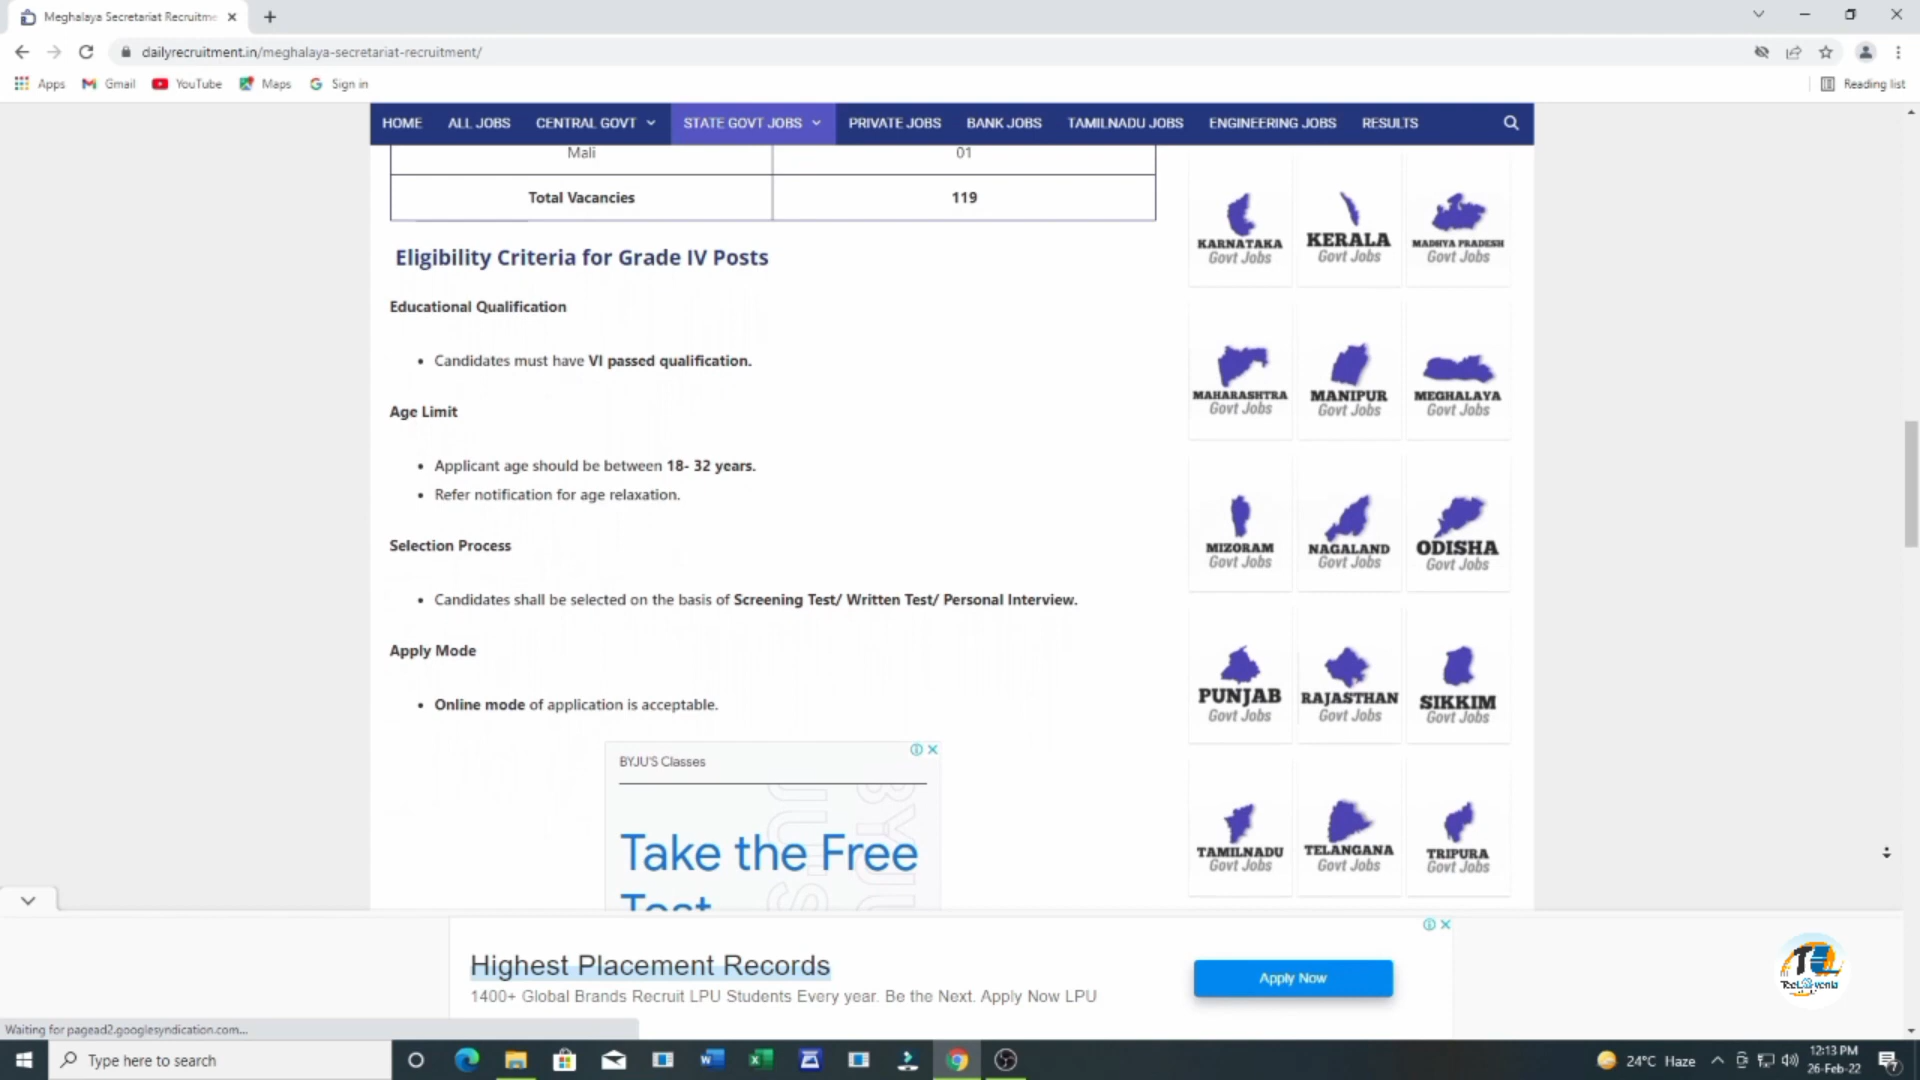 Meghalaya Secretariat Recruitme
dailyrecruitment.in/meghalaya-secretariat-recruitment/
Apps Gmail YouTube Maps Sign in Reading list
HOME ALL JOBS CENTRAL GOVT STATE GOVT JOBS PRIVATE JOBS BANK JOBS TAMILNADU JOBS ENGINEERING JOBS RESULTS
Mali 01
Total Vacancies 119
Eligibility Criteria for Grade IV Posts
Educational Qualification
• Candidates must have VI passed qualification.
Age Limit
• Applicant age should be between 18- 32 years.
• Refer notification for age relaxation.
Selection Process
• Candidates shall be selected on the basis of Screening Test/ Written Test/ Personal Interview.
Apply Mode
• Online mode of application is acceptable.
BYJU'S Classes
Take the Free
Test
KARNATAKA KERALA MADHYA PRADESH
Govt Jobs Govt Jobs Govt Jobs
MAHARASHTRA MANIPUR MEGHALAYA
Govt Jobs Govt Jobs Govt Jobs
MIZORAM NAGALAND ODISHA
Govt Jobs Govt Jobs Govt Jobs
PUNJAB RAJASTHAN SIKKIM
Govt Jobs Govt Jobs Govt Jobs
TAMILNADU TELANGANA TRIPURA
Govt Jobs Govt Jobs Govt Jobs
Highest Placement Records
1400+ Global Brands Recruit LPU Students Every year. Be the Next. Apply Now LPU
Apply Now
Waiting for pagead2.googlesyndication.com...
Type here to search
24°C Haze
12:13 PM
26-Feb-22
7